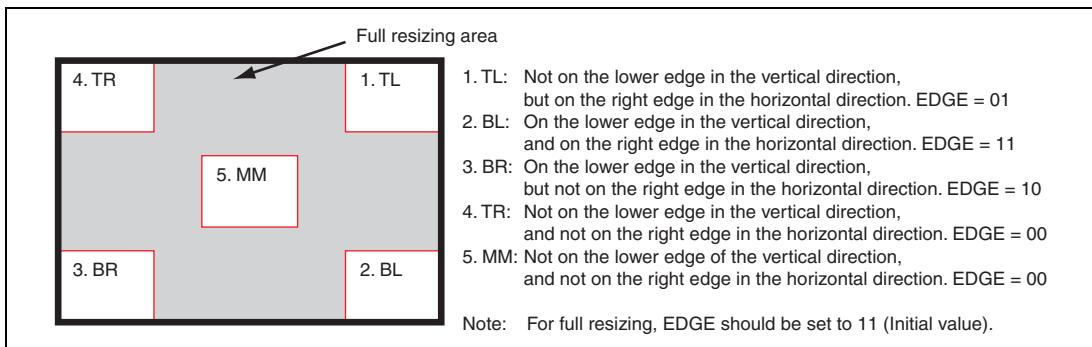 Full resizing area
4. TR
1. TL
5. MM
3. BR
2. BL
1. TL: Not on the lower edge in the vertical direction,
but on the right edge in the horizontal direction. EDGE = 01
2. BL: On the lower edge in the vertical direction,
and on the right edge in the horizontal direction. EDGE = 11
3. BR: On the lower edge in the vertical direction,
but not on the right edge in the horizontal direction. EDGE = 10
4. TR: Not on the lower edge in the vertical direction,
and not on the right edge in the horizontal direction. EDGE = 00
5. MM: Not on the lower edge of the vertical direction,
and not on the right edge in the horizontal direction. EDGE = 00
Note: For full resizing, EDGE should be set to 11 (Initial value).